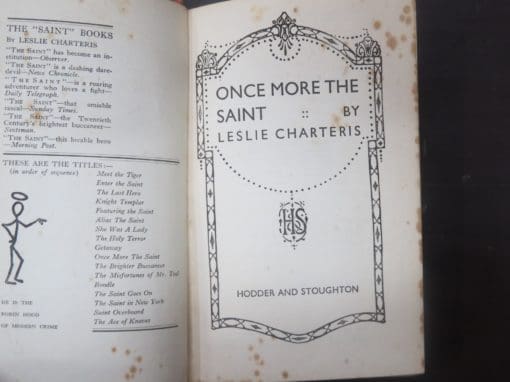 THE "SAINT" BOOKS
BY LESLIE CHARTERIS
"THE SAINT" has become an in-
stitution—Observer.
"THE SAINT" is a dashing dare-
devil—News Chronicle.
"THE SAINT"—is a roaring
adventurer who loves a fight—
Daily Telegraph.
"THE SAINT"—that amiable
rascal—Sunday Times.
"THE SAINT"—the Twentieth
Century's brightest buccaneer—
Scotsman.
"THE SAINT"—this lovable hero
—Morning Post.
THESE ARE THE TITLES:—
(in order of sequence)
Meet the Tiger
Enter the Saint
The Last Hero
Knight Templar
Featuring the Saint
Alias The Saint
She Was A Lady
The Holy Terror
Getaway
Once More The Saint
The Brighter Buccaneer
The Misfortunes of Mr. Teal
Boodle
The Saint Goes On
The Saint in New York
Saint Overboard
The Ace of Knaves
HE IS THE
ROBIN HOOD
OF MODERN CRIME
ONCE MORE THE
SAINT :: BY
LESLIE CHARTERIS
HS
HODDER AND STOUGHTON